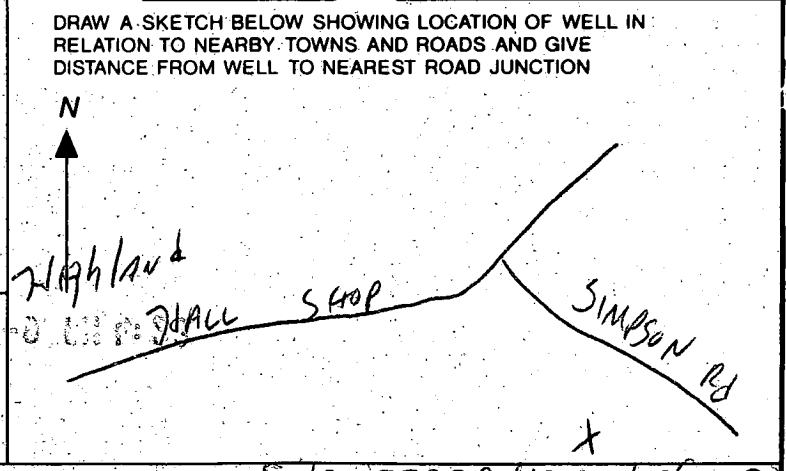 DRAW A SKETCH BELOW SHOWING LOCATION OF WELL IN
RELATION TO NEARBY TOWNS AND ROADS AND GIVE
DISTANCE FROM WELL TO NEAREST ROAD JUNCTION
N
Highland
HALL SHOP
SIMPSON Rd
X